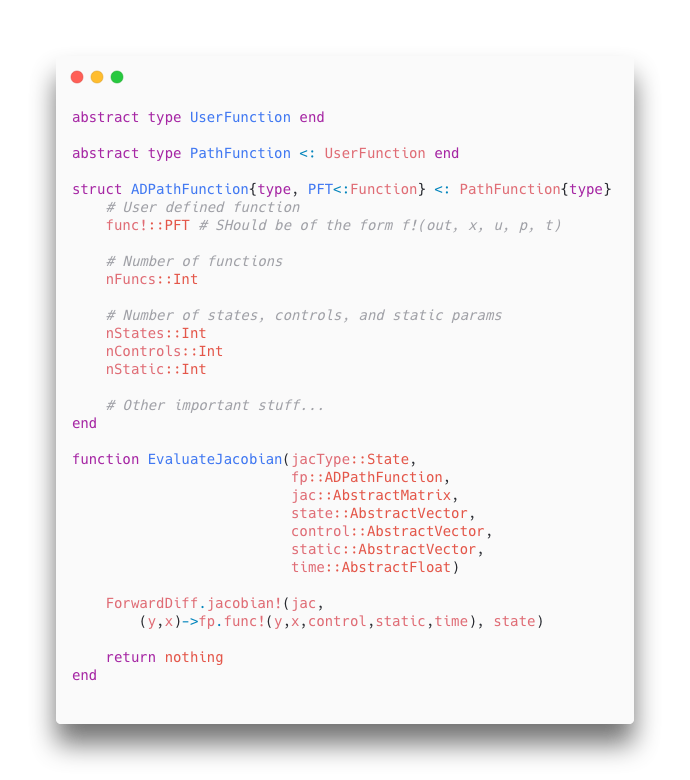 abstract type UserFunction end

abstract type PathFunction <: UserFunction end

struct ADPathFunction{type, PFT<:Function} <: PathFunction{type}
    # User defined function
    func!::PFT # SHould be of the form f!(out, x, u, p, t)

    # Number of functions
    nFuncs::Int

    # Number of states, controls, and static params
    nStates::Int
    nControls::Int
    nStatic::Int

    # Other important stuff...
end

function EvaluateJacobian(jacType::State,
                          fp::ADPathFunction,
                          jac::AbstractMatrix,
                          state::AbstractVector,
                          control::AbstractVector,
                          static::AbstractVector,
                          time::AbstractFloat)

    ForwardDiff.jacobian!(jac,
        (y,x)->fp.func!(y,x,control,static,time), state)

    return nothing
end